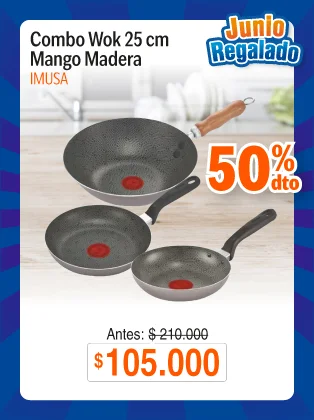 Junio
Regalado
Combo Wok 25 cm
Mango Madera
IMUSA
50%
dto
Antes: $ 210.000
$ 105.000